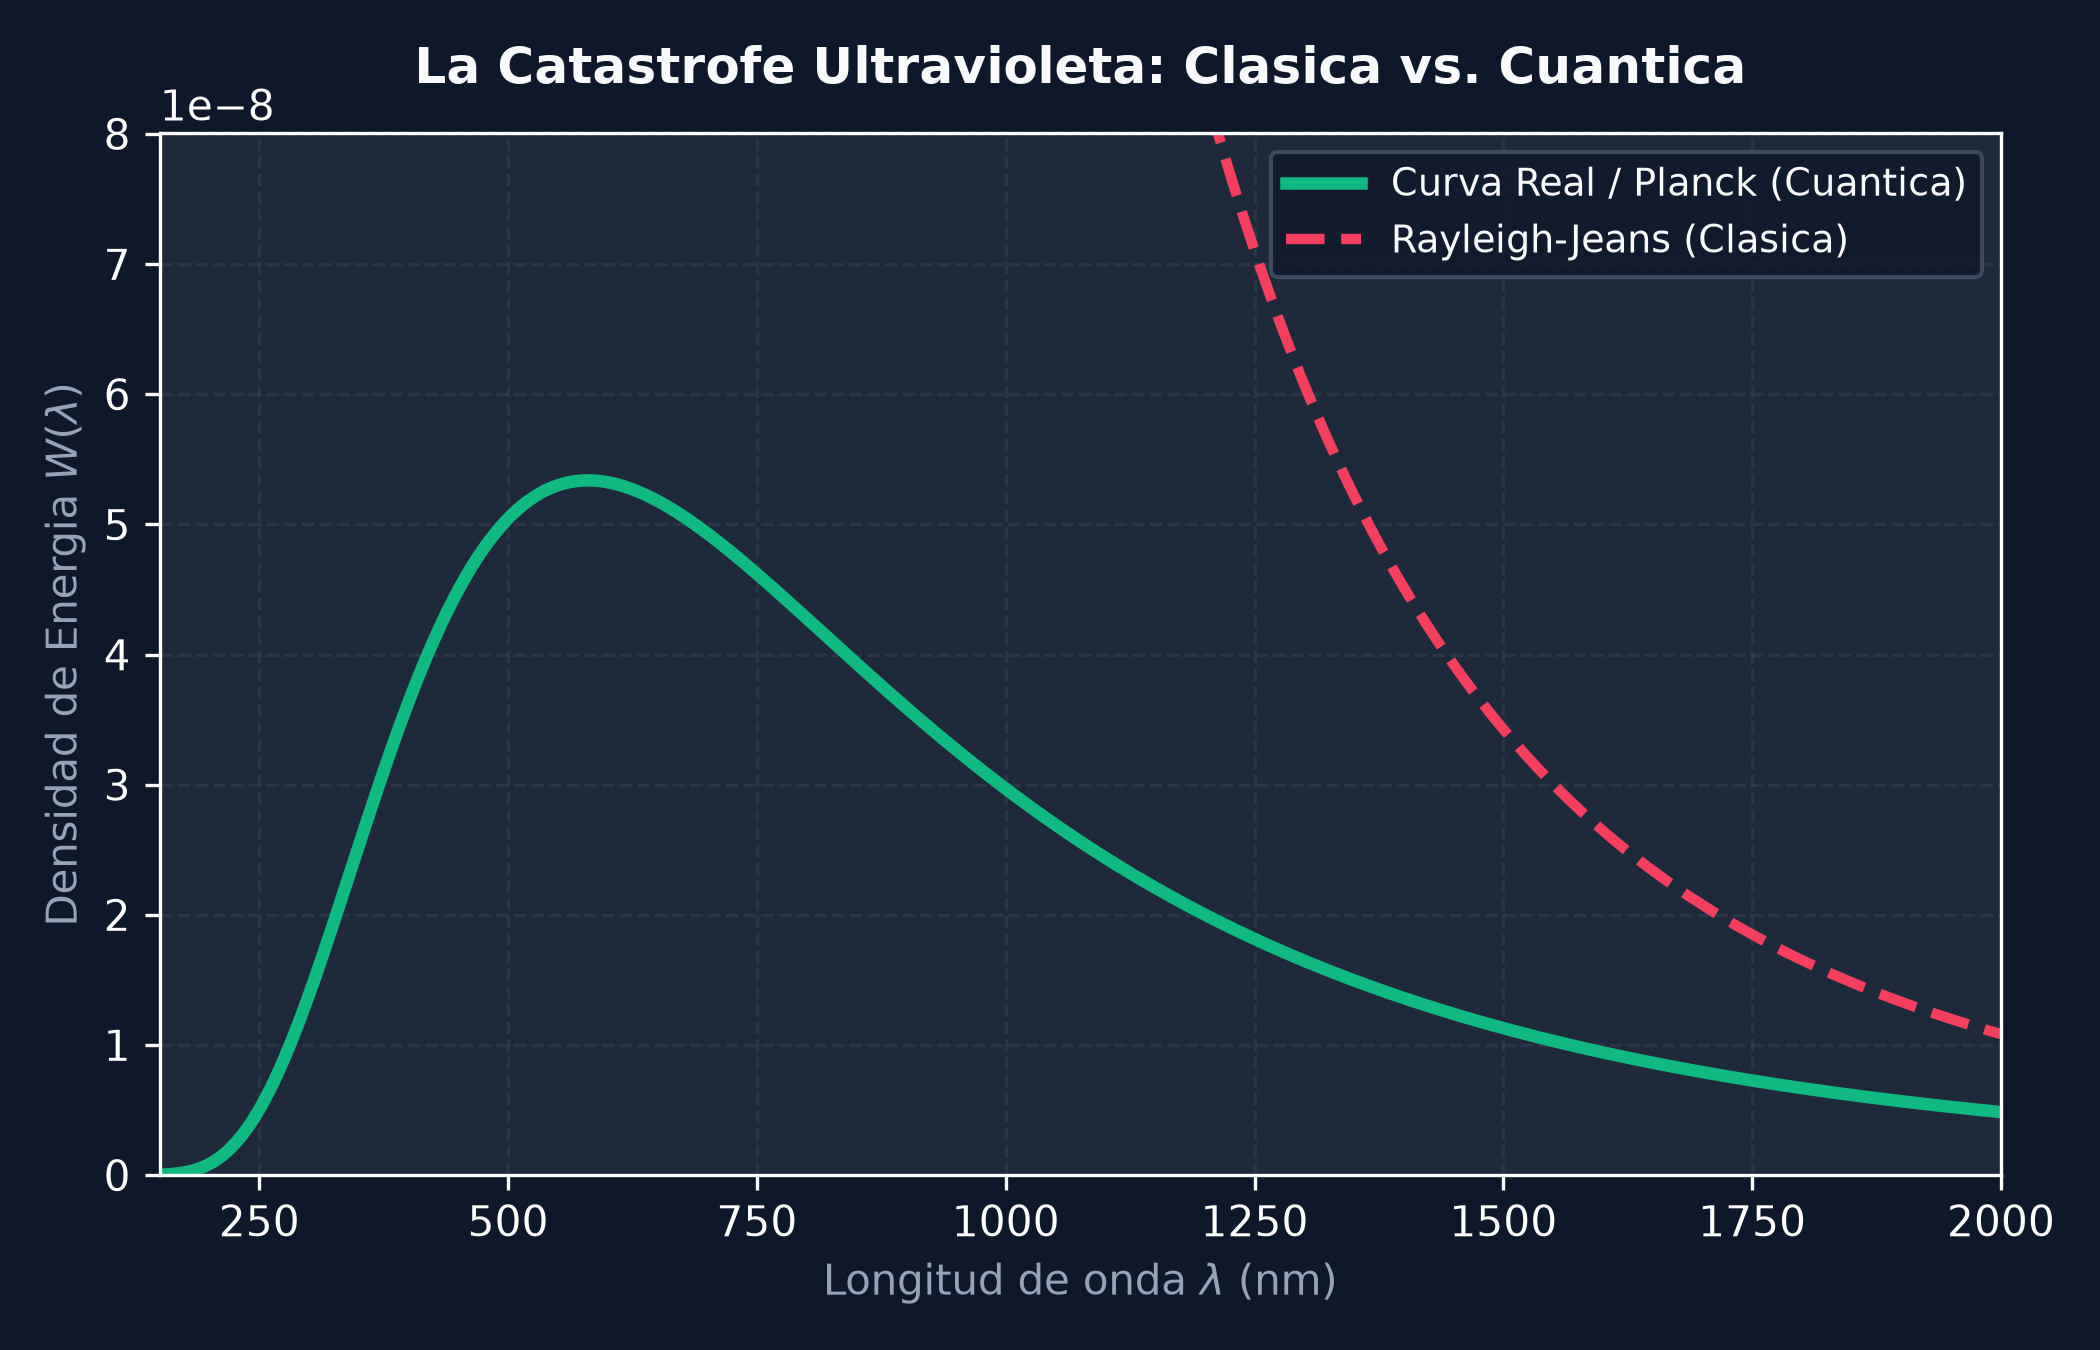 La Catastrofe Ultravioleta: Clasica vs. Cuantica
1e−8
8
7
6
5
4
3
2
1
0
Densidad de Energia W(λ)
Curva Real / Planck (Cuantica)
Rayleigh-Jeans (Clasica)
250 500 750 1000 1250 1500 1750 2000
Longitud de onda λ (nm)